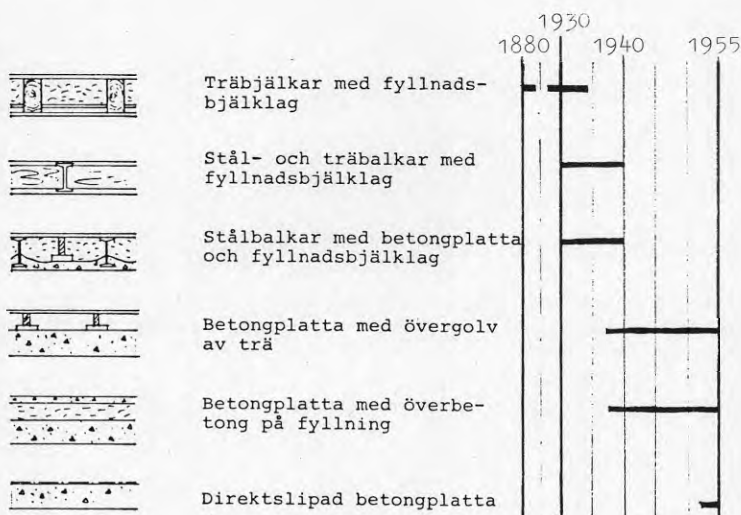 1930
1880 1940 1955
Träbjälkar med fyllnads-
bjälklag
Stål- och träbalkar med
fyllnadsbjälklag
Stålbalkar med betongplatta
och fyllnadsbjälklag
Betongplatta med övergolv
av trä
Betongplatta med överbe-
tong på fyllning
Direktslipad betongplatta